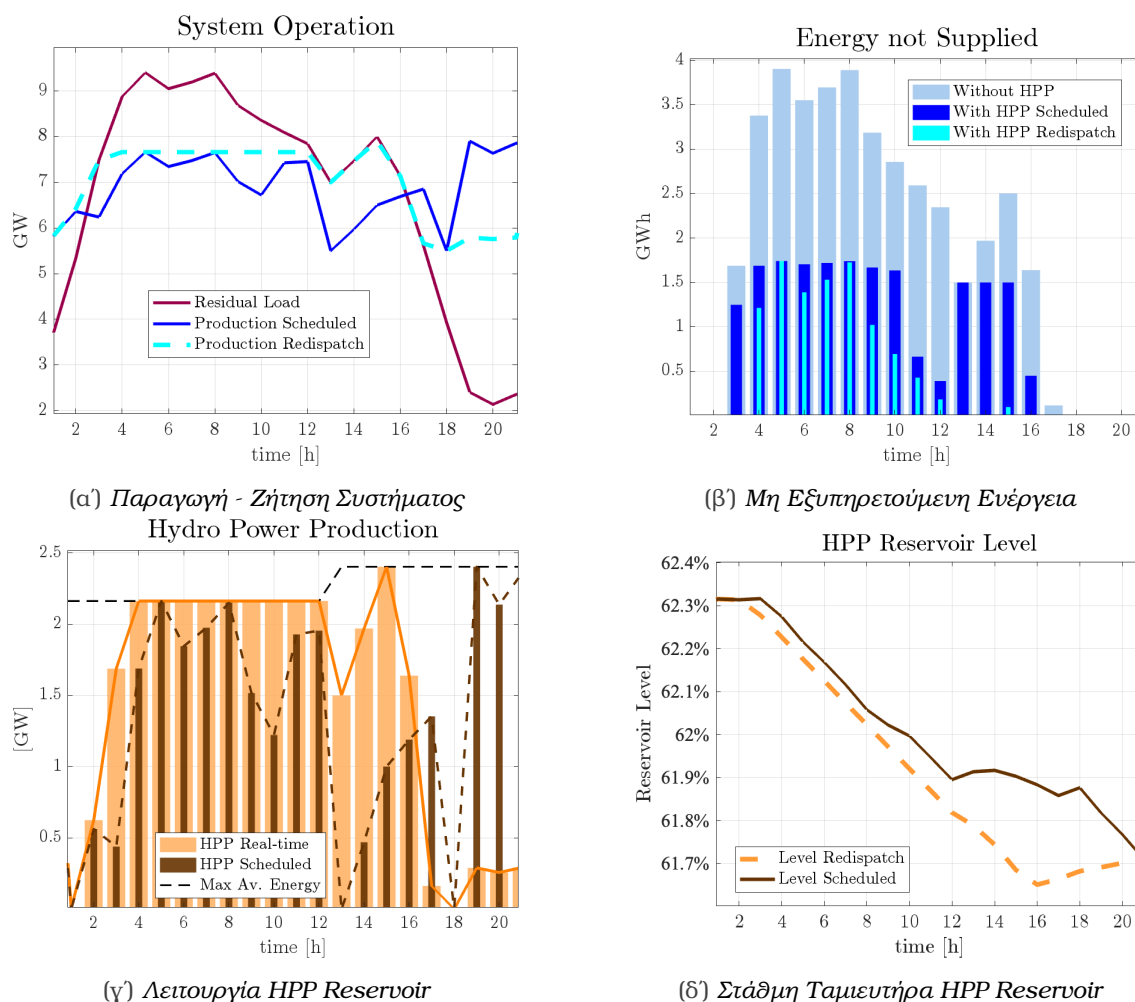 System Operation
GW
9
8
7
6
5
4
3
2
Residual Load
Production Scheduled
Production Redispatch
2 4 6 8 10 12 14 16 18 20
time [h]
(α΄) Παραγωγή - Ζήτηση Συστήματος
Energy not Supplied
GWh
4
3.5
3
2.5
2
1.5
1
0.5
Without HPP
With HPP Scheduled
With HPP Redispatch
2 4 6 8 10 12 14 16 18 20
time [h]
(β΄) Μη Εξυπηρετούμενη Ενέργεια
Hydro Power Production
[GW]
2.5
2
1.5
1
0.5
HPP Real-time
HPP Scheduled
Max Av. Energy
2 4 6 8 10 12 14 16 18 20
time [h]
(γ΄) Λειτουργία HPP Reservoir
HPP Reservoir Level
Reservoir Level
62.4%
62.3%
62.2%
62.1%
62%
61.9%
61.8%
61.7%
Level Redispatch
Level Scheduled
2 4 6 8 10 12 14 16 18 20
time [h]
(δ΄) Στάθμη Ταμιευτήρα HPP Reservoir